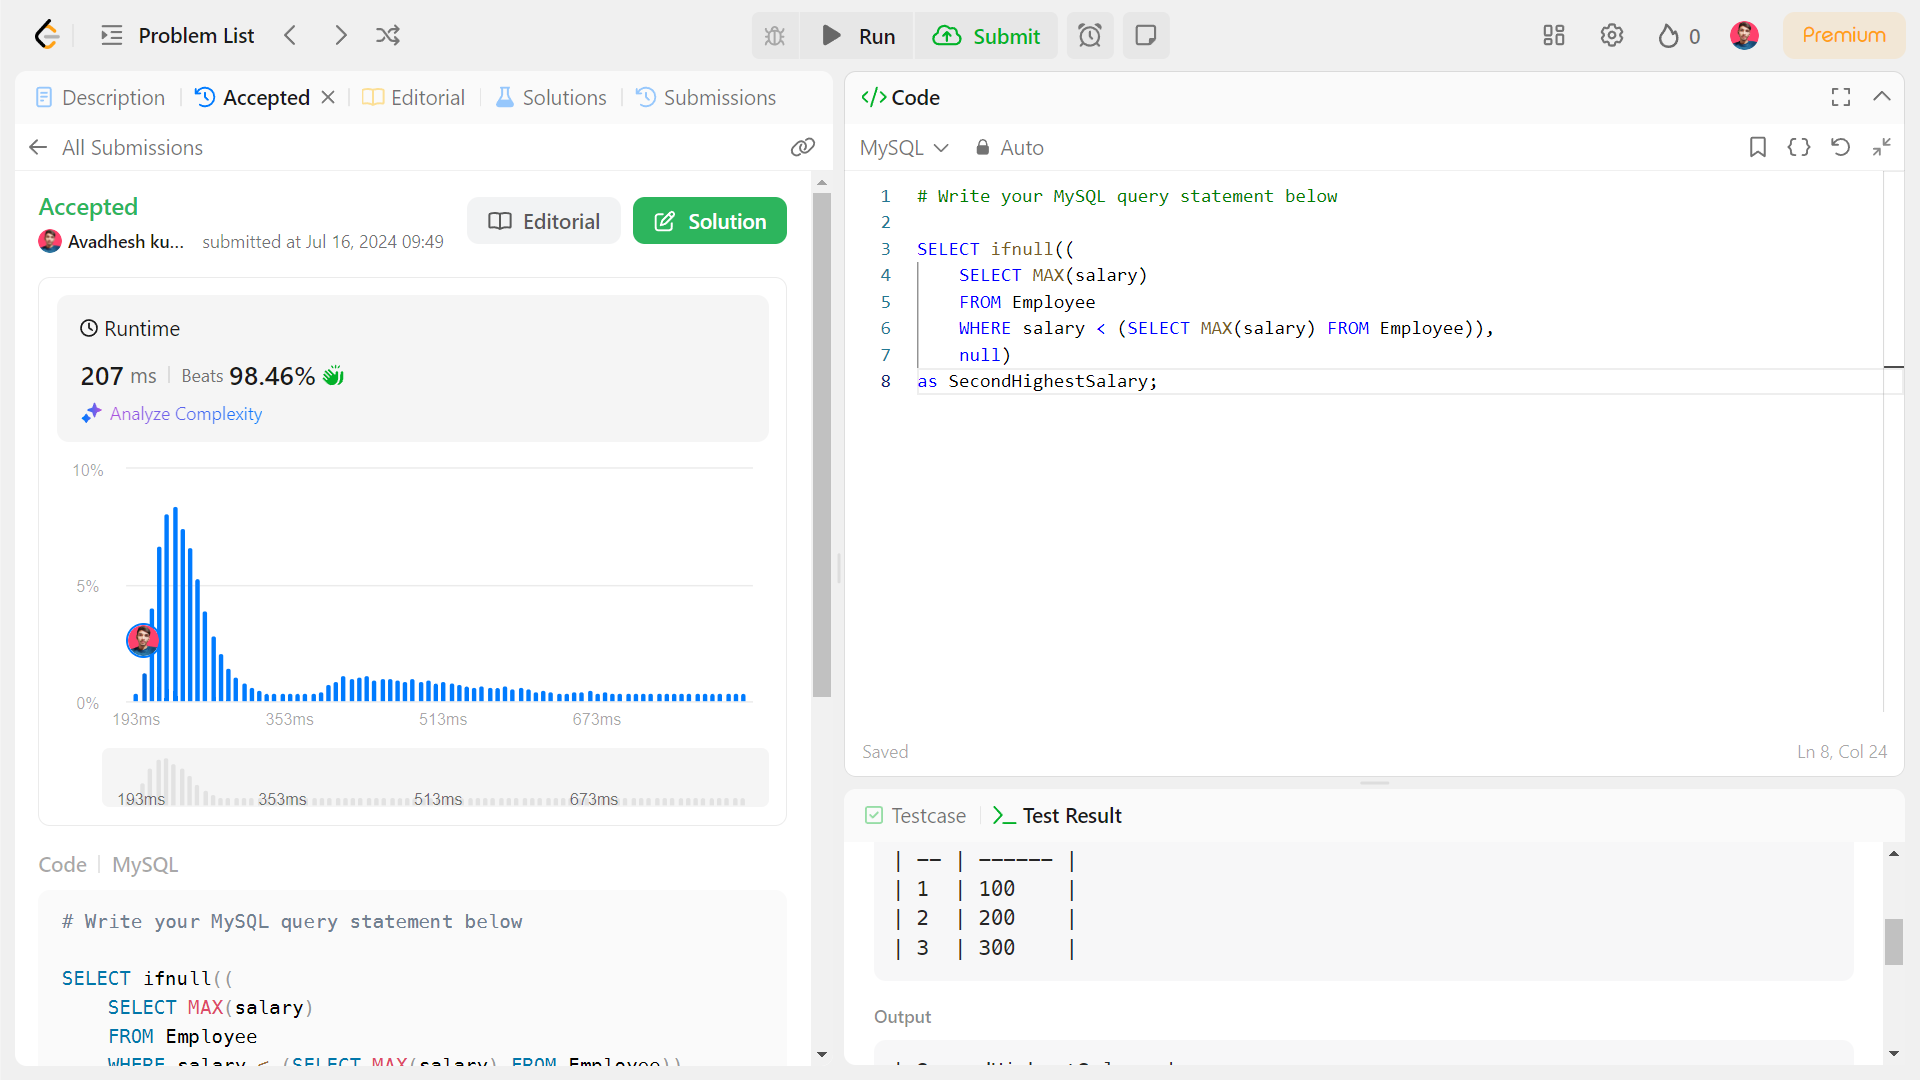 Problem List
Run
Submit
0
Premium
Description
Accepted
Editorial
Solutions
Submissions
All Submissions
Accepted
Avadhesh ku...
submitted at Jul 16, 2024 09:49
Editorial
Solution
Runtime
207 ms
Beats 98.46%
Analyze Complexity
10%
5%
0%
193ms 353ms 513ms 673ms
193ms 353ms 513ms 673ms
Code
MySQL
# Write your MySQL query statement below
SELECT ifnull((
SELECT MAX(salary)
FROM Employee
WHERE salary < (SELECT MAX(salary) FROM Employee))
</> Code
MySQL
Auto
1 # Write your MySQL query statement below
2
3 SELECT ifnull((
4 SELECT MAX(salary)
5 FROM Employee
6 WHERE salary < (SELECT MAX(salary) FROM Employee)),
7 null)
8 as SecondHighestSalary;
Saved
Ln 8, Col 24
Testcase
Test Result
| -- | ------ |
| 1 | 100 |
| 2 | 200 |
| 3 | 300 |
Output